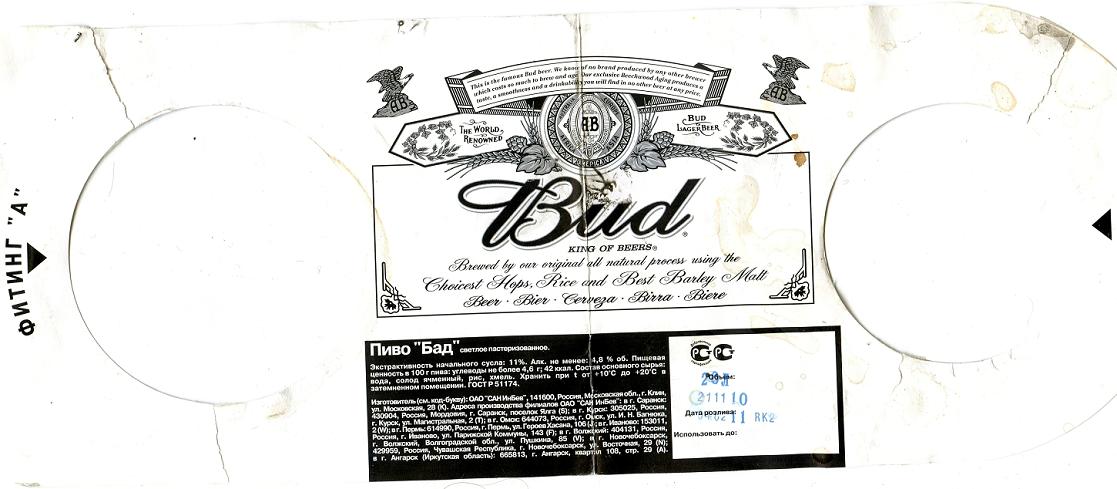 ФИТИНГ "А"
This is the famous Bud beer. We know of no brand produced by any other brewer
which costs so much to brew and age. Our exclusive Beechwood Aging produces a
taste, a smoothness and a drinkability you will find in no other beer at any price.
THE WORLD
RENOWNED
AB
BUD
LAGER BEER
AMERICA
Bud®
KING OF BEERS®
Brewed by our original all natural process using the
Choicest Hops, Rice and Best Barley Malt
Beer · Bier · Cerveza · Birra · Biere
Пиво "Бад" светлое пастеризованное.
Экстрактивность начального сусла: 11%. Алк. не менее: 4,8 % об. Пищевая
ценность в 100 г пива: углеводы не более 4,6 г; 42 ккал. Состав основного сырья:
вода, солод ячменный, рис, хмель. Хранить при t от +10°С до +20°С в
затемненном помещении. ГОСТ Р 51174.
Изготовитель (см. код-букву): ОАО "САН ИнБев", 141600, Россия, Московская обл., г. Клин,
ул. Московская, 28 (К). Адреса производства филиалов ОАО "САН ИнБев": в г. Саранск:
430904, Россия, Мордовия, г. Саранск, поселок Ялга (S); в г. Курск: 305025, Россия,
г. Курск, ул. Магистральная, 2 (Т); в г. Омск: 644073, Россия, г. Омск, ул. И. Н. Багнюка,
2 (W); в г. Пермь: 614990, Россия, г. Пермь, ул. Героев Хасана, 106 (J); в г. Иваново: 153011,
Россия, г. Иваново, ул. Парижской Коммуны, 143 (F); в г. Волжский: 404131, Россия,
г. Волжский, Волгоградской обл., ул. Пушкина, 85 (V); в г. Новочебоксарск:
429959, Россия, Чувашская Республика, г. Новочебоксарск, ул. Восточная, 29 (N);
в г. Ангарск (Иркутская область): 665813, г. Ангарск, квартал 108, стр. 29 (А).
РСТ РСТ
Объем:
20л
211110
Дата розлива:
11 RK2
Использовать до: